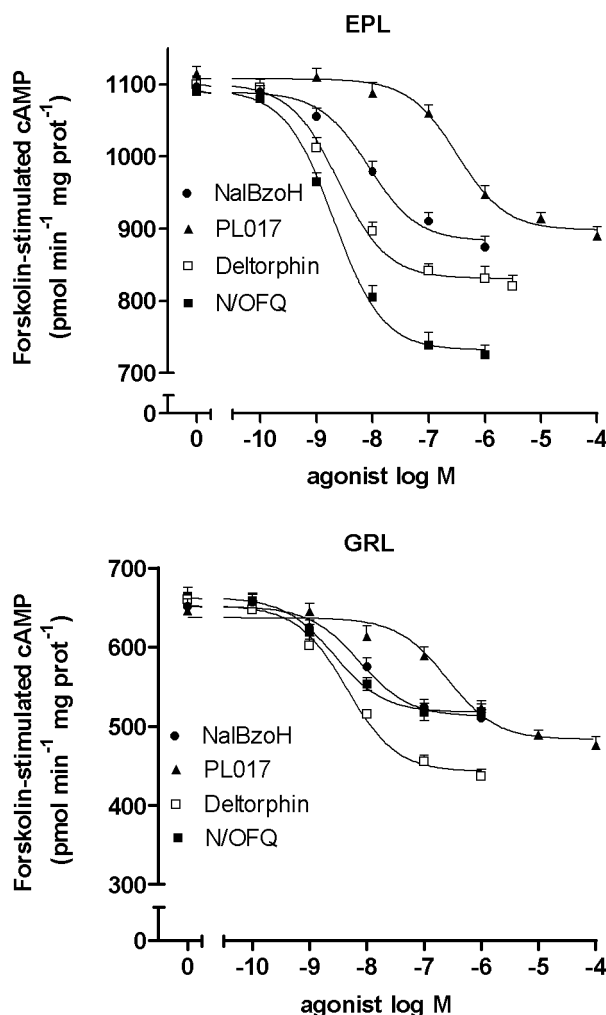 EPL
Forskolin-stimulated cAMP
(pmol min⁻¹ mg prot⁻¹)
1100
1000
900
800
700
0
NalBzoH
PL017
Deltorphin
N/OFQ
0 -10 -9 -8 -7 -6 -5 -4
agonist log M
GRL
Forskolin-stimulated cAMP
(pmol min⁻¹ mg prot⁻¹)
700
600
500
400
300
0
NalBzoH
PL017
Deltorphin
N/OFQ
0 -10 -9 -8 -7 -6 -5 -4
agonist log M